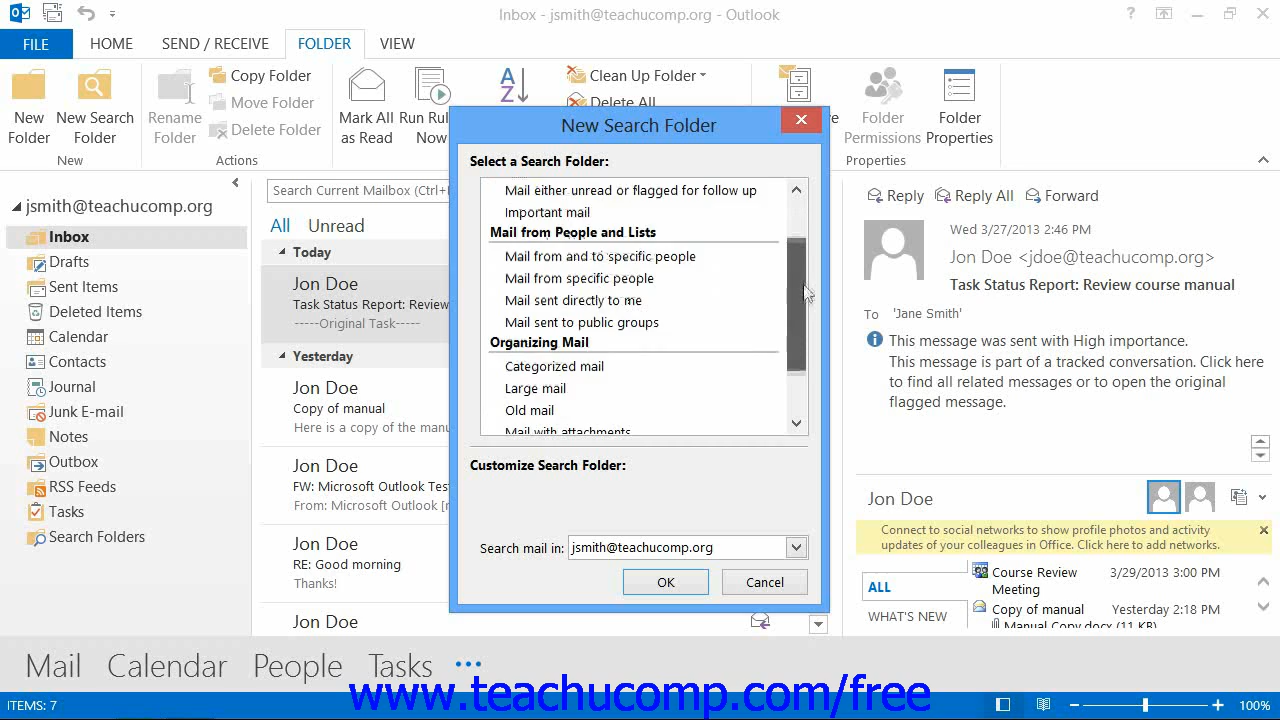 Inbox - jsmith@teachucomp.org - Outlook
?
FILE HOME SEND / RECEIVE FOLDER VIEW
New Folder
New Search Folder
New
Rename Folder
Copy Folder
Move Folder
Delete Folder
Actions
Mark All as Read
Run Rul
Now
A
Z
Clean Up Folder
Delete All
ve
Folder Permissions
Folder Properties
Properties
jsmith@teachucomp.org
Inbox
Drafts
Sent Items
Deleted Items
Calendar
Contacts
Journal
Junk E-mail
Notes
Outbox
RSS Feeds
Tasks
Search Folders
Search Current Mailbox (Ctrl+
All Unread
Today
Jon Doe
Task Status Report: Review
-----Original Task-----
Yesterday
Jon Doe
Copy of manual
Here is a copy of the manu
Jon Doe
FW: Microsoft Outlook Tes
From: Microsoft Outlook [
Jon Doe
RE: Good morning
Thanks!
Jon Doe
New Search Folder
Select a Search Folder:
Mail either unread or flagged for follow up
Important mail
Mail from People and Lists
Mail from and to specific people
Mail from specific people
Mail sent directly to me
Mail sent to public groups
Organizing Mail
Categorized mail
Large mail
Old mail
Mail with attachments
Customize Search Folder:
Search mail in: jsmith@teachucomp.org
OK Cancel
Reply Reply All Forward
Wed 3/27/2013 2:46 PM
Jon Doe <jdoe@teachucomp.org>
Task Status Report: Review course manual
To 'Jane Smith'
This message was sent with High importance.
This message is part of a tracked conversation. Click here
to find all related messages or to open the original
flagged message.
Jon Doe
Connect to social networks to show profile photos and activity
updates of your colleagues in Office. Click here to add networks.
ALL
WHAT'S NEW
Course Review Meeting 3/29/2013 3:00 PM
Copy of manual Yesterday 2:18 PM
Manual Copy.docx (11 KB)
Mail Calendar People Tasks
www.teachucomp.com/free
ITEMS: 7
100%